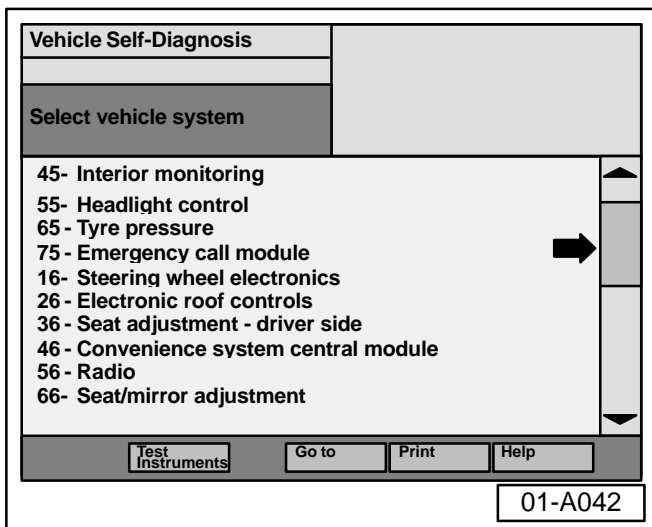 Vehicle Self-Diagnosis
Select vehicle system
45- Interior monitoring
55- Headlight control
65 - Tyre pressure
75 - Emergency call module
16- Steering wheel electronics
26 - Electronic roof controls
36 - Seat adjustment - driver side
46 - Convenience system central module
56 - Radio
66- Seat/mirror adjustment
Test
Instruments
Go to
Print
Help
01-A042